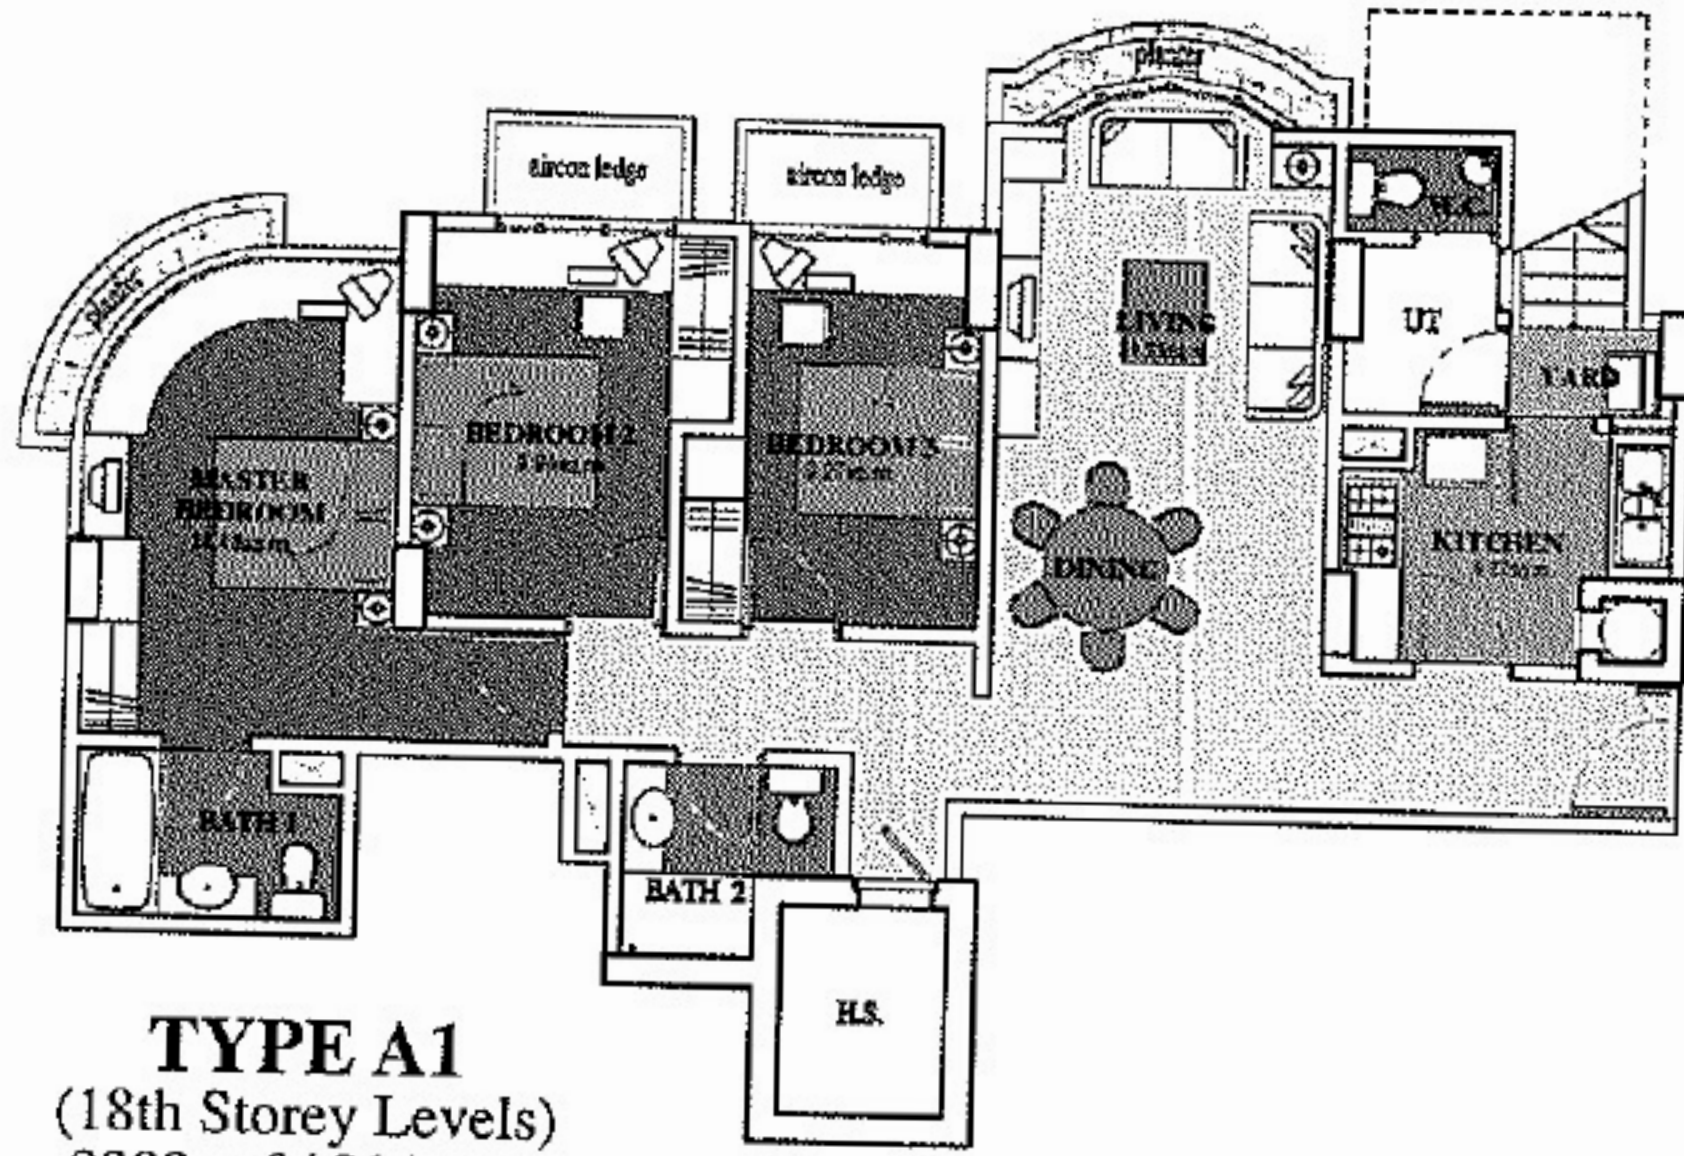 planter
aircon ledge
aircon ledge
W.C.
planter
UT
LIVING
YARD
BEDROOM 2
BEDROOM 3
MASTER
BEDROOM
KITCHEN
DINING
BATH 1
BATH 2
H.S.
TYPE A1
(18th Storey Levels)